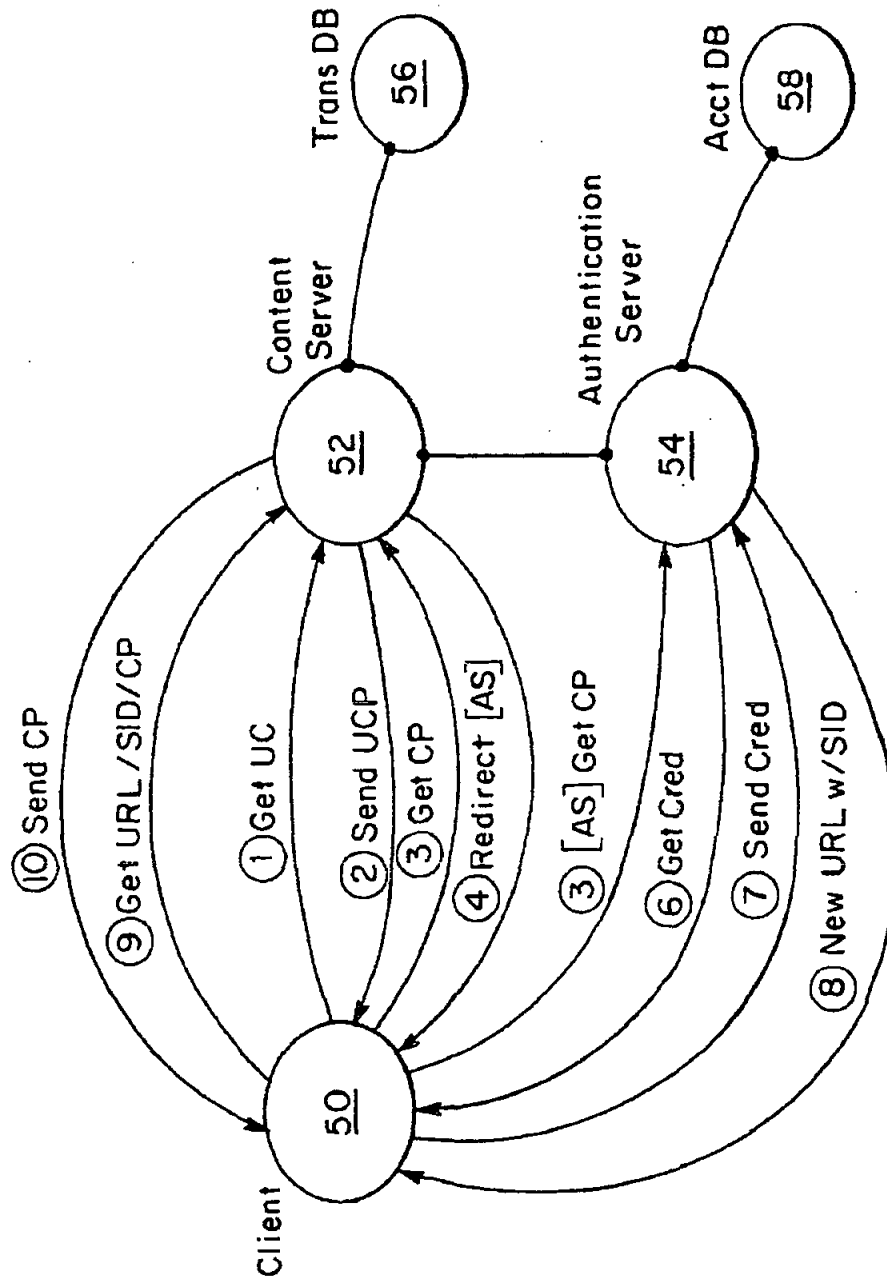 ⑩ Send CP
⑨ Get URL/SID/CP
① Get UC
② Send UCP
③ Get CP
④ Redirect [AS]
③ [AS] Get CP
⑥ Get Cred
⑦ Send Cred
⑧ New URL w/SID
Client
50
Content
Server
52
Trans DB
56
Authentication
Server
54
Acct DB
58